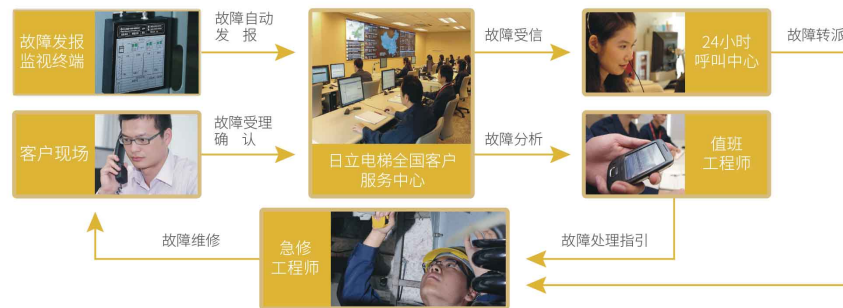 故障发报
监视终端
故障自动
发 报
故障受信
24小时
呼叫中心
故障转派
客户现场
故障受理
确 认
日立电梯全国客户
服务中心
故障分析
值班
工程师
故障维修
急修
工程师
故障处理指引